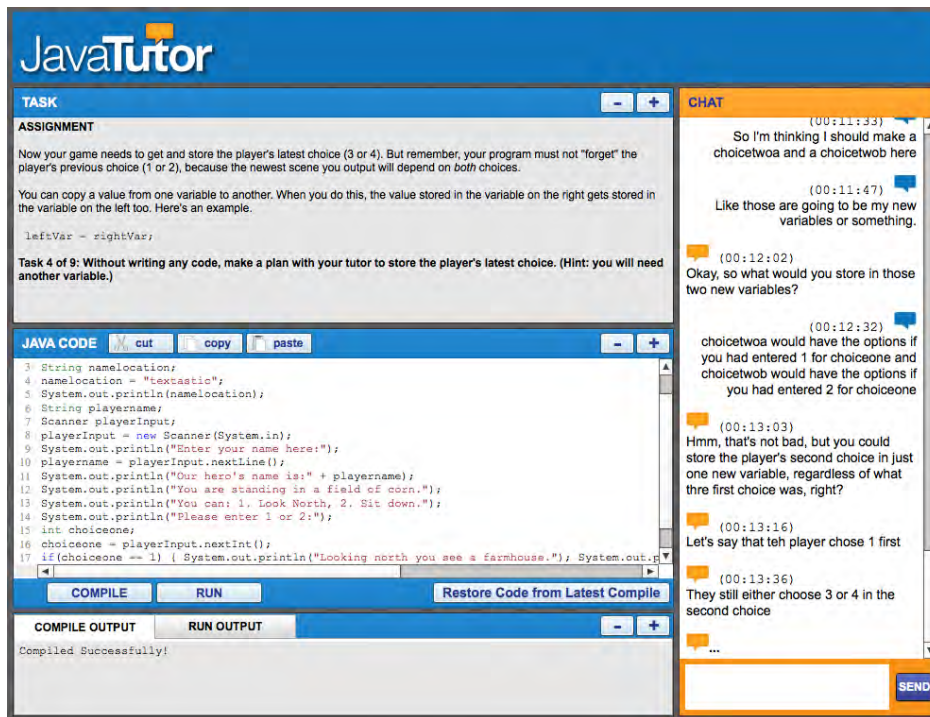 JavaTutor
TASK
- +
ASSIGNMENT
Now your game needs to get and store the player's latest choice (3 or 4). But remember, your program must not "forget" the
player's previous choice (1 or 2), because the newest scene you output will depend on both choices.
You can copy a value from one variable to another. When you do this, the value stored in the variable on the right gets stored in
the variable on the left too. Here's an example.
leftVar = rightVar;
Task 4 of 9: Without writing any code, make a plan with your tutor to store the player's latest choice. (Hint: you will need
another variable.)
JAVA CODE cut copy paste - +
3 String namelocation;
4 namelocation = "textastic";
5 System.out.println(namelocation);
6 String playername;
7 Scanner playerInput;
8 playerInput = new Scanner(System.in);
9 System.out.println("Enter your name here:");
10 playername = playerInput.nextLine();
11 System.out.println("Our hero's name is:" + playername);
12 System.out.println("You are standing in a field of corn.");
13 System.out.println("You can: 1. Look North, 2. Sit down.");
14 System.out.println("Please enter 1 or 2:");
15 int choiceone;
16 choiceone = playerInput.nextInt();
17 if(choiceone == 1) { System.out.println("Looking north you see a farmhouse."); System.out.p
COMPILE RUN Restore Code from Latest Compile
COMPILE OUTPUT RUN OUTPUT - +
Compiled Successfully!
CHAT
(00:11:33)
So I'm thinking I should make a
choicetwoa and a choicetwob here
(00:11:47)
Like those are going to be my new
variables or something.
(00:12:02)
Okay, so what would you store in those
two new variables?
(00:12:32)
choicetwoa would have the options if
you had entered 1 for choiceone and
choicetwob would have the options if
you had entered 2 for choiceone
(00:13:03)
Hmm, that's not bad, but you could
store the player's second choice in just
one new variable, regardless of what
thre first choice was, right?
(00:13:16)
Let's say that teh player chose 1 first
(00:13:36)
They still either choose 3 or 4 in the
second choice
...
SEND